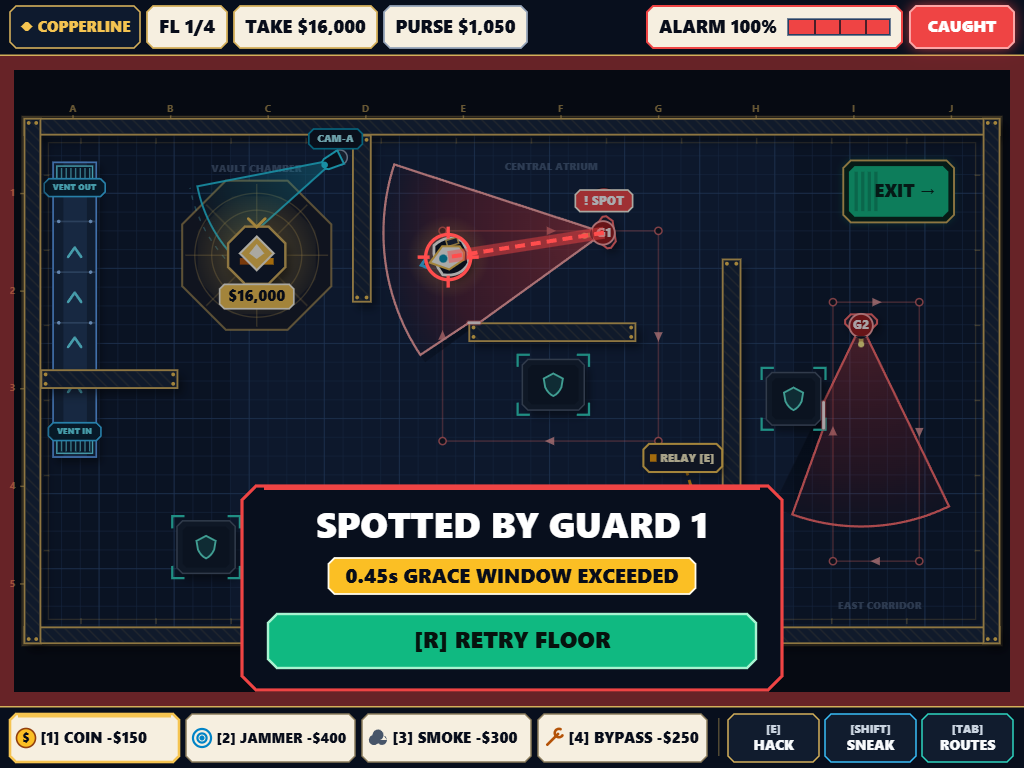 COPPERLINE
FL 1/4
TAKE $16,000
PURSE $1,050
ALARM 100%
CAUGHT
A B C D E F G H I J
1
2
3
4
5
CAM-A
VAULT CHAMBER
CENTRAL ATRIUM
VENT OUT
! SPOT
EXIT →
G1
$16,000
G2
VENT IN
RELAY [E]
SPOTTED BY GUARD 1
0.45s GRACE WINDOW EXCEEDED
[R] RETRY FLOOR
EAST CORRIDOR
$ [1] COIN -$150
[2] JAMMER -$400
[3] SMOKE -$300
[4] BYPASS -$250
[E]
HACK
[SHIFT]
SNEAK
[TAB]
ROUTES